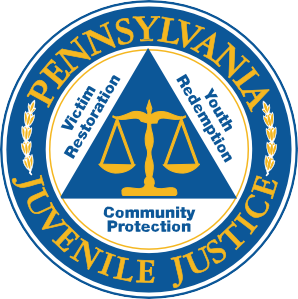 PENNSYLVANIA
Victim
Restoration
Youth
Redemption
Community
Protection
JUVENILE JUSTICE